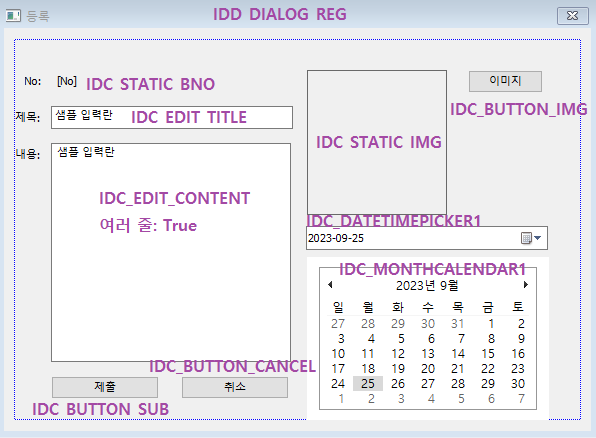 등록
IDD DIALOG REG
No: [No] IDC STATIC BNO
이미지
IDC_BUTTON_IMG
제목: 샘플 입력란 IDC EDIT TITLE
IDC STATIC IMG
내용: 샘플 입력란
IDC_EDIT_CONTENT
여러 줄: True
IDC_DATETIMEPICKER1
2023-09-25
IDC_MONTHCALENDAR1
2023년 9월
일 월 화 수 목 금 토
27 28 29 30 31 1 2
3 4 5 6 7 8 9
10 11 12 13 14 15 16
17 18 19 20 21 22 23
24 25 26 27 28 29 30
1 2 3 4 5 6 7
IDC_BUTTON_CANCEL
제출 취소
IDC BUTTON SUB